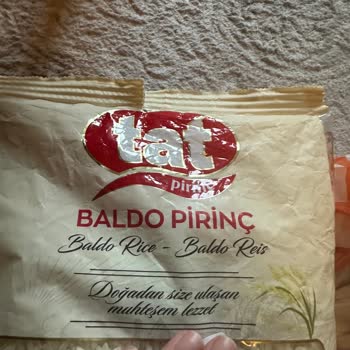 tat
pirinç
BALDO PİRİNÇ
Baldo Rice - Baldo Reis
Doğadan size ulaşan
muhteşem lezzet